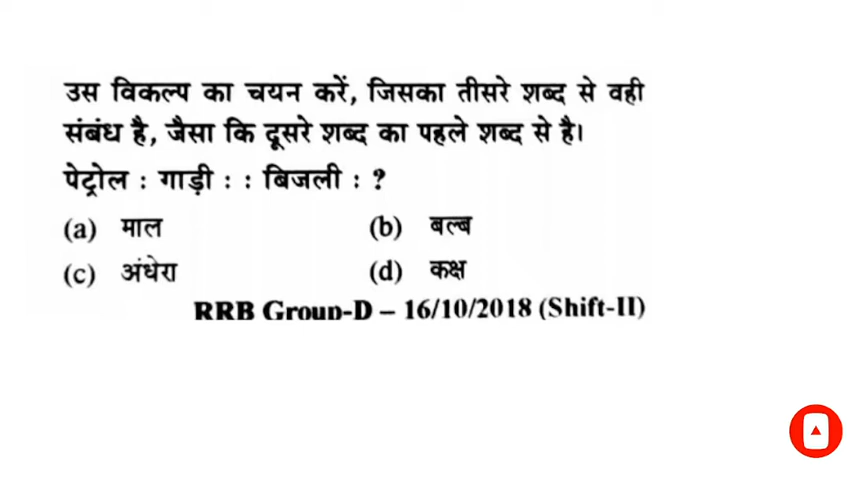 उस विकल्प का चयन करें, जिसका तीसरे शब्द से वही
संबंध है, जैसा कि दूसरे शब्द का पहले शब्द से है।
पेट्रोल : गाड़ी : : बिजली : ?
(a) माल (b) बल्ब
(c) अंधेरा (d) कक्ष
RRB Group-D – 16/10/2018 (Shift-II)